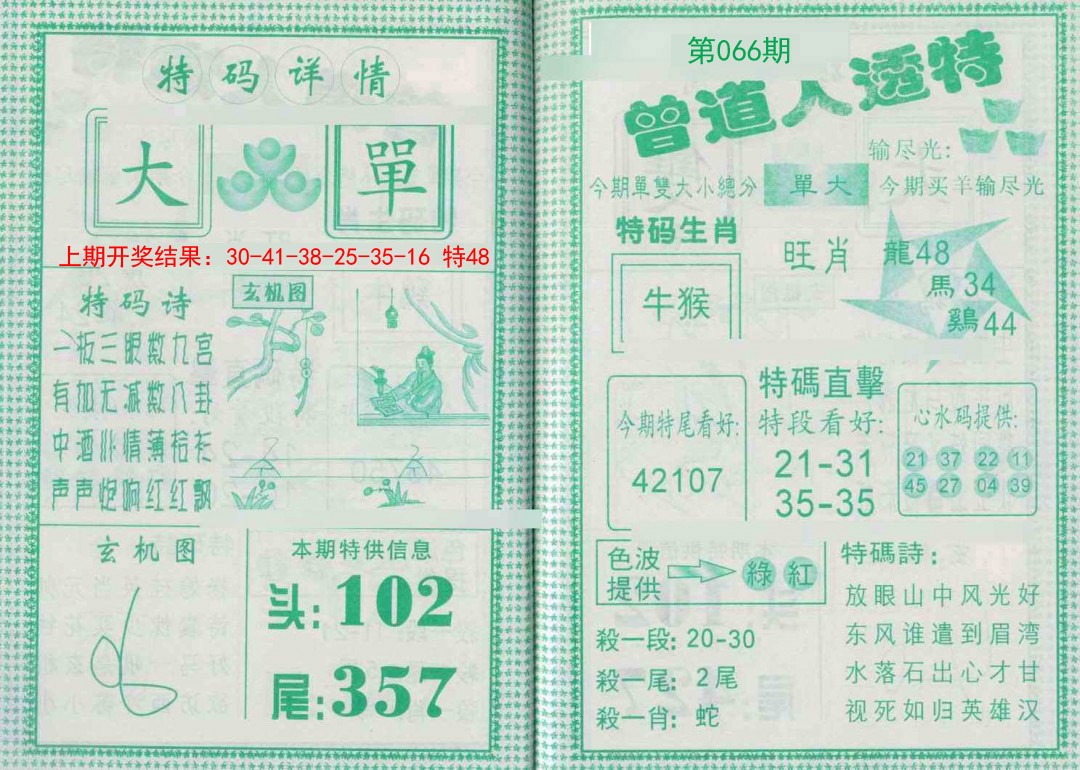 特码详情
大 單
上期开奖结果：30-41-38-25-35-16 特48
特码诗
一板三眼数九宫
有加无减数八卦
中酒 情薄拾
声声炮响红红飘
玄机图
玄机图
本期特供信息
头:102
尾:357
第066期
曾道人透特
输尽光:
今期單雙大小總分 單大 今期买羊输尽光
特码生肖
牛猴
旺肖 龍48
馬34
鷄44
今期特尾看好:
42107
特碼直擊
特段看好:
21-31
35-35
心水码提供:
21 37 22 11
45 27 04 39
色波提供 綠 紅
殺一段: 20-30
殺一尾: 2尾
殺一肖: 蛇
特碼詩:
放眼山中风光好
东风谁遣到眉湾
水落石出心才甘
视死如归英雄汉